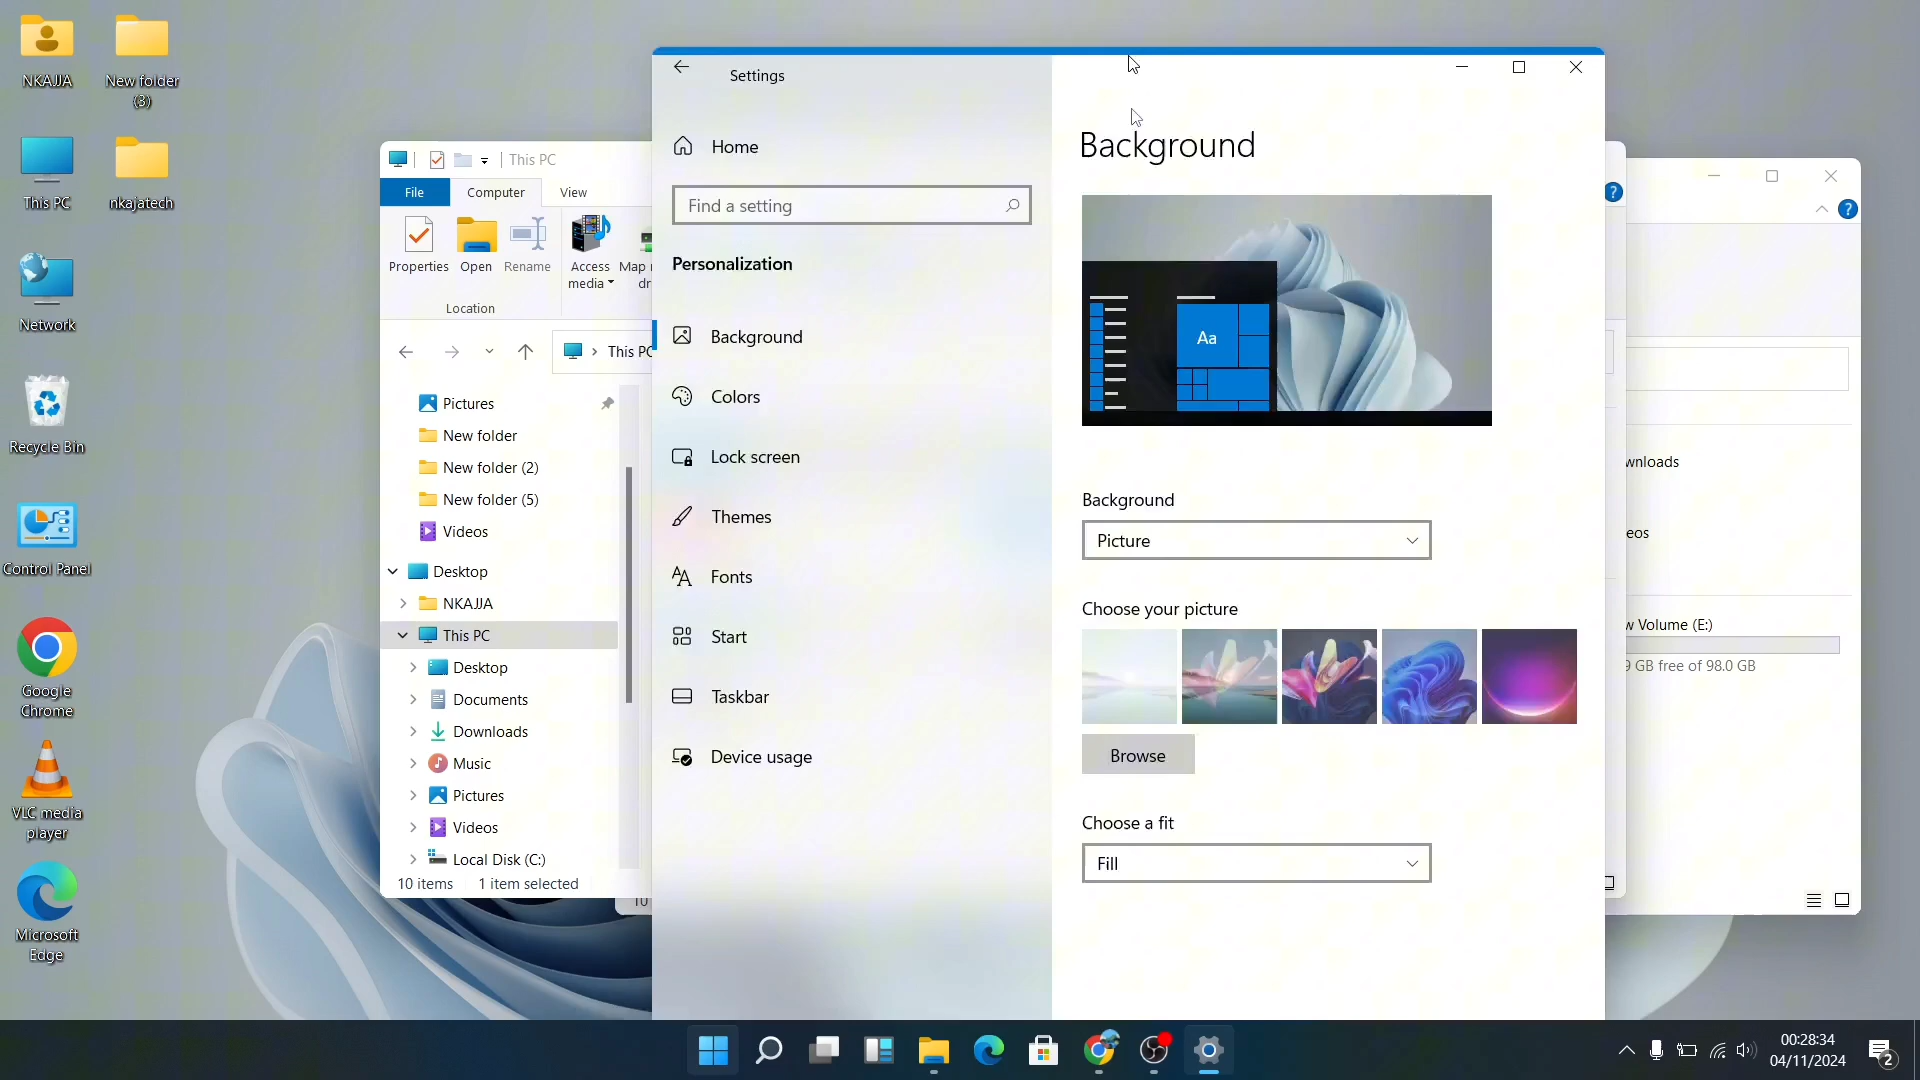 NKAJJA
New folder
(3)
This PC
nkajatech
Network
Recycle Bin
Control Panel
Google
Chrome
VLC media
player
Microsoft
Edge
This PC
File
Computer
View
Properties
Open
Rename
Access
media
Map
dr
Location
This PC
Pictures
New folder
New folder (2)
New folder (5)
Videos
Desktop
NKAJJA
This PC
Desktop
Documents
Downloads
Music
Pictures
Videos
Local Disk (C:)
10 items
1 item selected
10
Settings
Home
Find a setting
Personalization
Background
Colors
Lock screen
Themes
Fonts
Start
Taskbar
Device usage
Background
Aa
Background
Picture
Choose your picture
Browse
Choose a fit
Fill
?
?
wnloads
eos
w Volume (E:)
9 GB free of 98.0 GB
00:28:34
04/11/2024
2